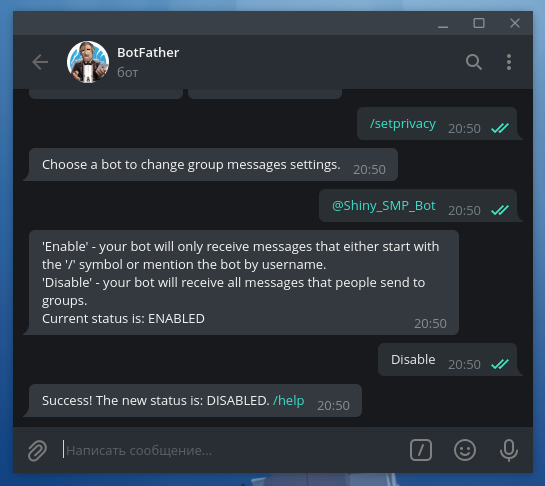 BotFather
бот
/setprivacy 20:50
Choose a bot to change group messages settings. 20:50
@Shiny_SMP_Bot 20:50
'Enable' - your bot will only receive messages that either start with
the '/' symbol or mention the bot by username.
'Disable' - your bot will receive all messages that people send to
groups.
Current status is: ENABLED 20:50
Disable 20:50
Success! The new status is: DISABLED. /help 20:50
Написать сообщение...